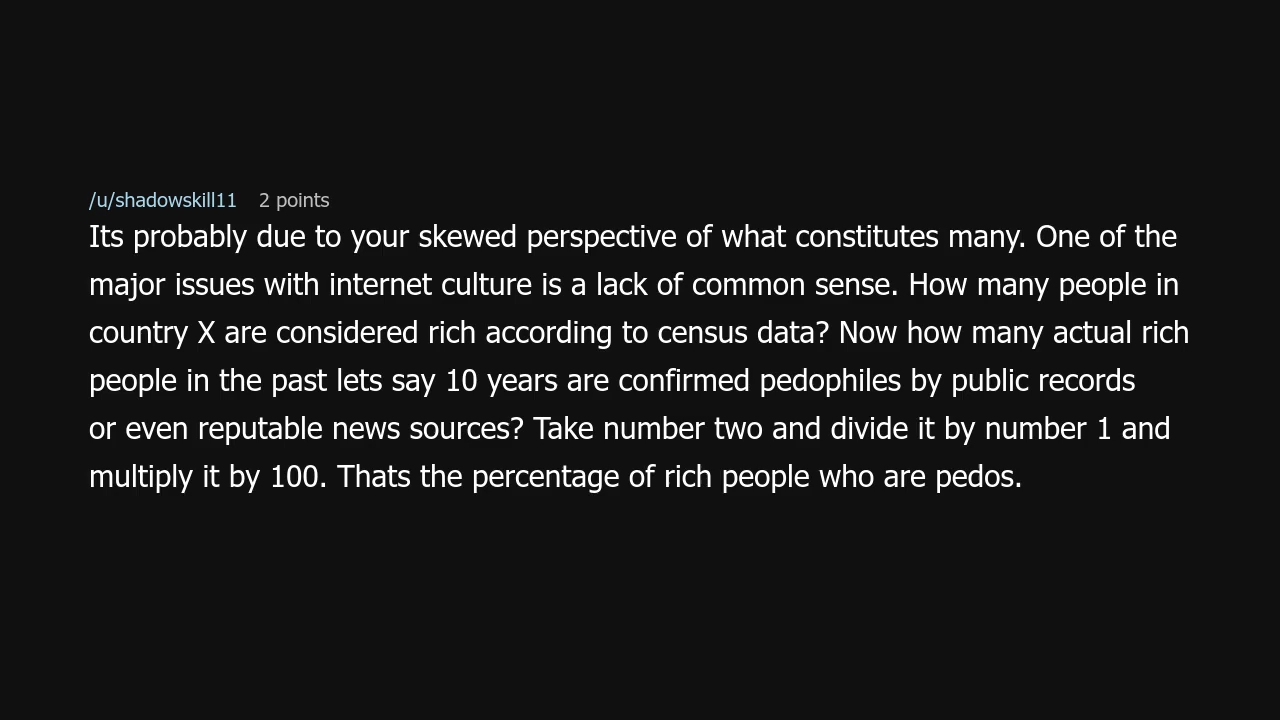 /u/shadowskill11 2 points
Its probably due to your skewed perspective of what constitutes many. One of the
major issues with internet culture is a lack of common sense. How many people in
country X are considered rich according to census data? Now how many actual rich
people in the past lets say 10 years are confirmed pedophiles by public records
or even reputable news sources? Take number two and divide it by number 1 and
multiply it by 100. Thats the percentage of rich people who are pedos.